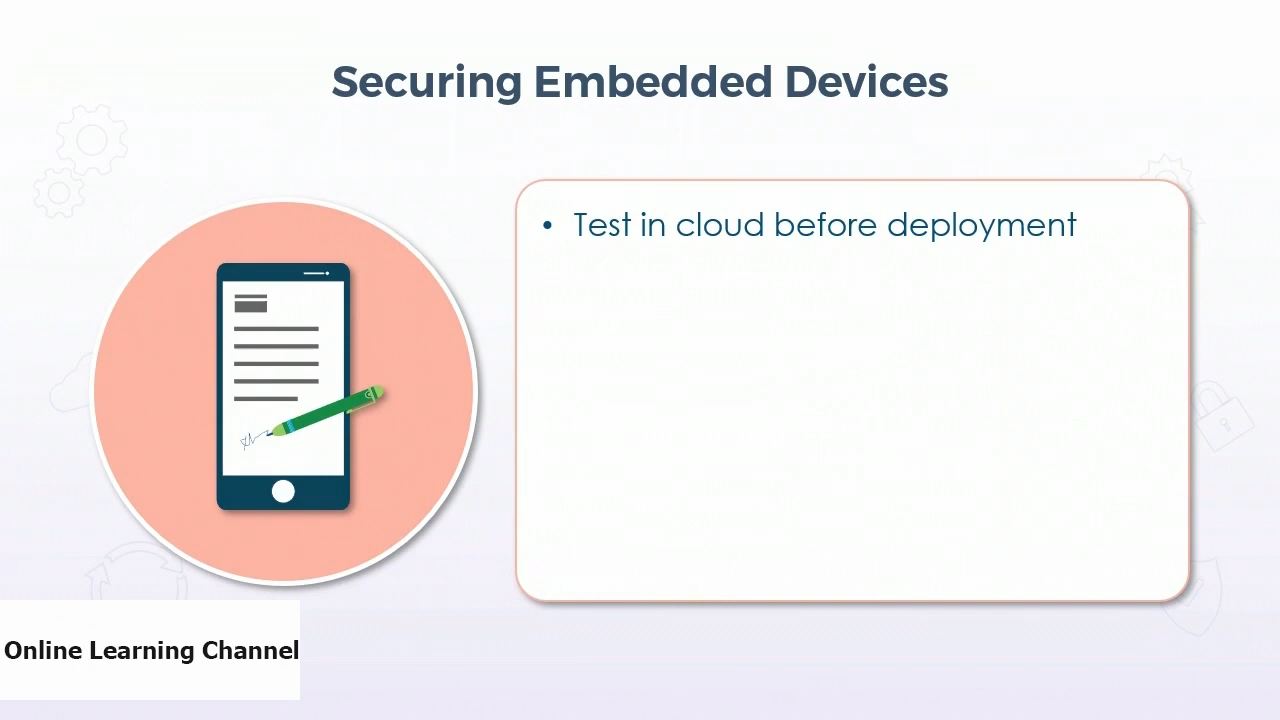 Securing Embedded Devices
• Test in cloud before deployment
Online Learning Channel